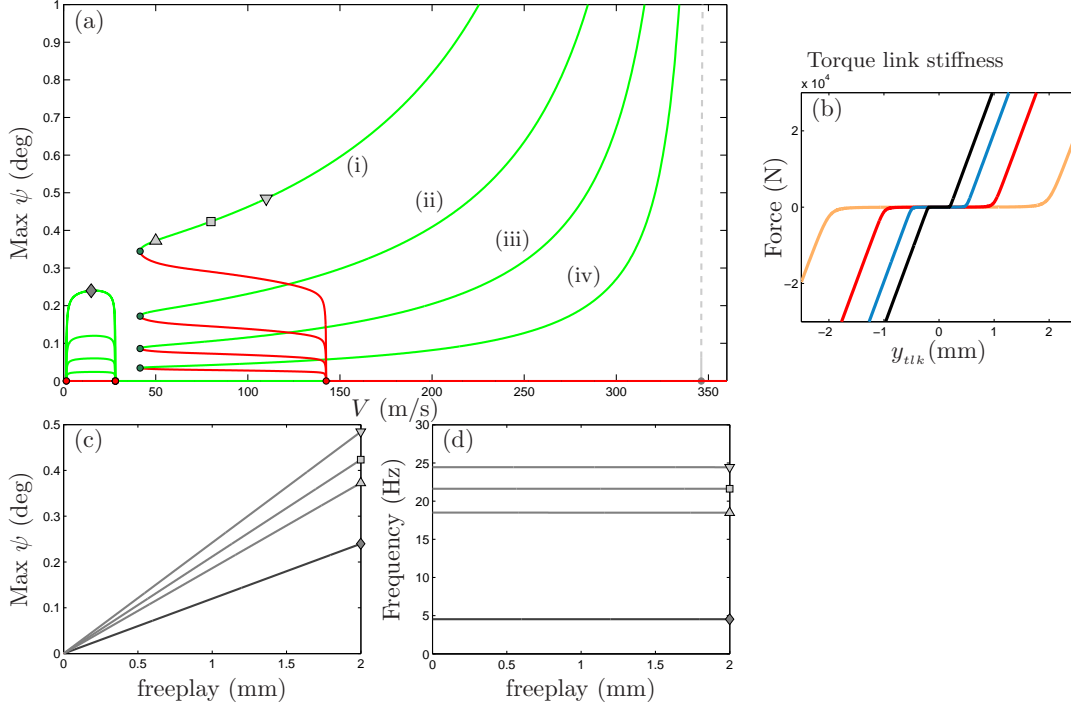 (a)
Max ψ (deg)
1
0.9
0.8
0.7
0.6
0.5
0.4
0.3
0.2
0.1
0
(i)
(ii)
(iii)
(iv)
0 50 100 150 200 250 300 350
V (m/s)
Torque link stiffness
x 10⁴
(b)
Force (N)
2
0
−2
−2 −1 0 1 2
y_tlk (mm)
(c)
Max ψ (deg)
0.5
0.4
0.3
0.2
0.1
0
0 0.5 1 1.5 2
freeplay (mm)
(d)
Frequency (Hz)
30
25
20
15
10
5
0
0 0.5 1 1.5 2
freeplay (mm)